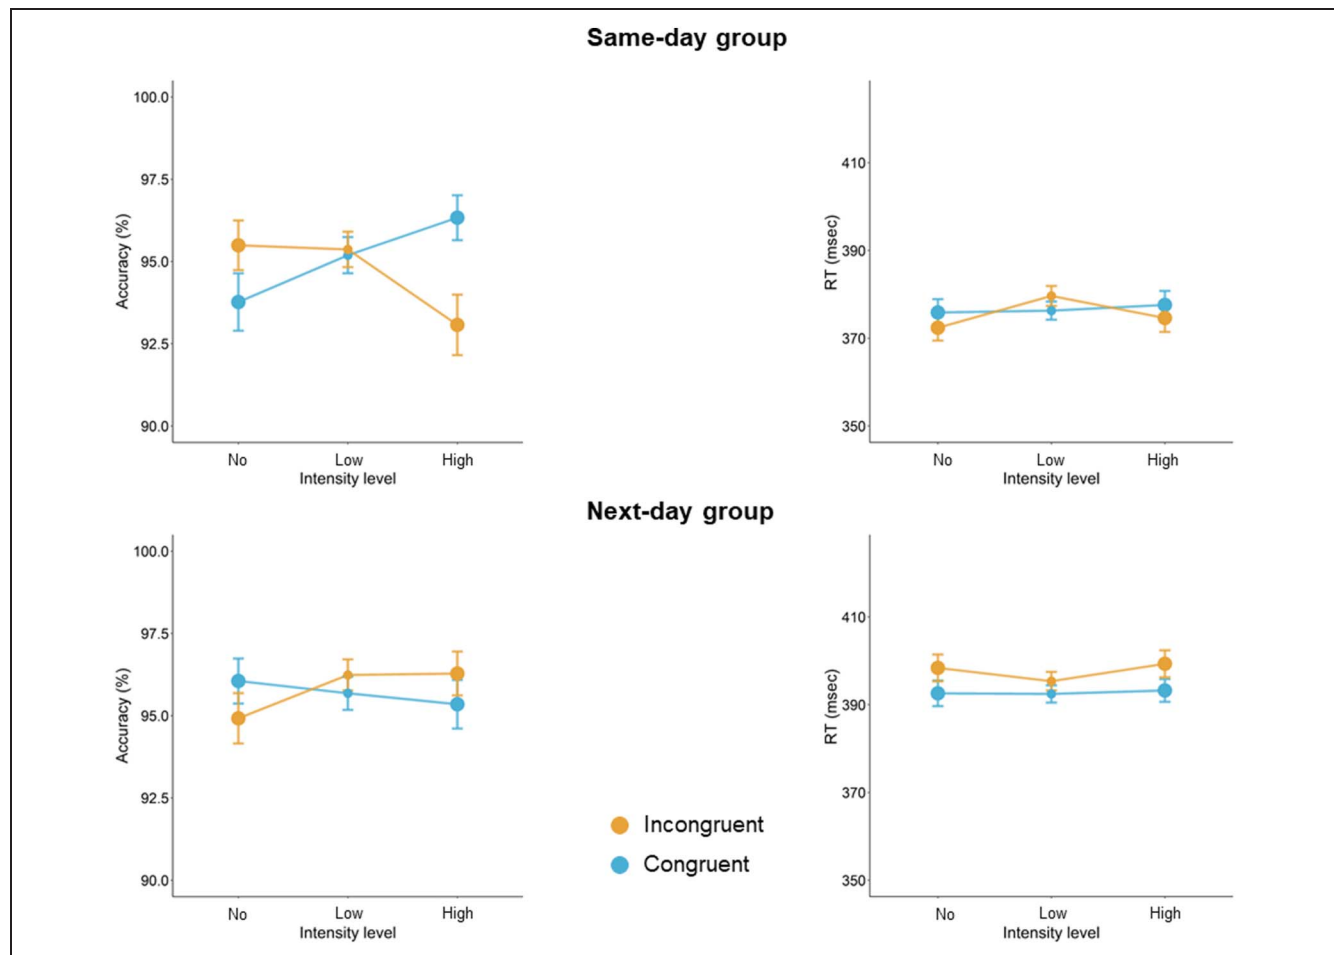 Same-day group
100.0
97.5
95.0
92.5
90.0
Accuracy (%)
No Low High
Intensity level
410
390
370
350
RT (msec)
No Low High
Intensity level
Next-day group
100.0
97.5
95.0
92.5
90.0
Accuracy (%)
No Low High
Intensity level
Incongruent
Congruent
410
390
370
350
RT (msec)
No Low High
Intensity level